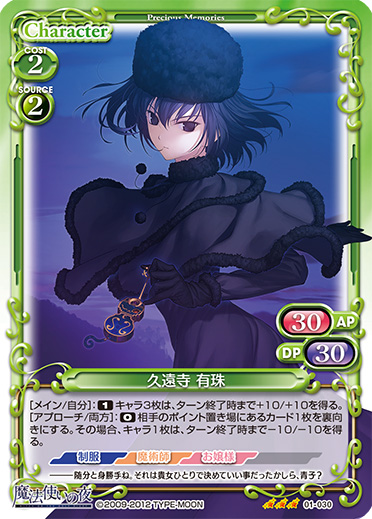 Precious Memories
Character
COST
2
SOURCE
2
30 AP
DP 30
久遠寺 有珠
[メイン/自分]：1 キャラ3枚は、ターン終了時まで+10/+10を得る。
[アプローチ/両方]：0 相手のポイント置き場にあるカード1枚を裏向
きにする。その場合、キャラ1枚は、ターン終了時まで-10/-10を得
る。
制服 魔術師 お嬢様
――随分と身勝手ね、それは貴女ひとりで決めていい事だったかしら、青子？
魔法使いの夜 ©2009-2012 TYPE-MOON 01-030